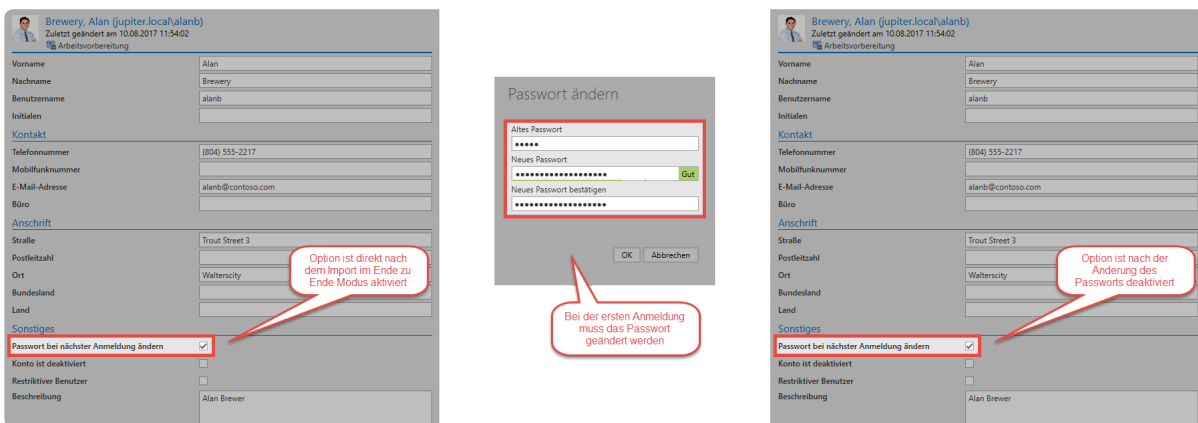 Brewery, Alan (jupiter.local\alanb)
Zuletzt geändert am 10.08.2017 11:54:02
Arbeitsvorbereitung
Vorname Alan
Nachname Brewery
Benutzername alanb
Initialen
Kontakt
Telefonnummer (804) 555-2217
Mobilfunknummer
E-Mail-Adresse alanb@contoso.com
Büro
Anschrift
Straße Trout Street 3
Postleitzahl
Ort Walterscity
Bundesland
Land
Sonstiges
Passwort bei nächster Anmeldung ändern
Konto ist deaktiviert
Restriktiver Benutzer
Beschreibung Alan Brewer
Option ist direkt nach
dem Import im Ende zu
Ende Modus aktiviert
Passwort ändern
Altes Passwort
●●●●●
Neues Passwort
●●●●●●●●●●●●●●●●●●● Gut
Neues Passwort bestätigen
●●●●●●●●●●●●●●●●●●●
OK Abbrechen
Bei der ersten Anmeldung
muss das Passwort
geändert werden
Brewery, Alan (jupiter.local\alanb)
Zuletzt geändert am 10.08.2017 11:54:02
Arbeitsvorbereitung
Vorname Alan
Nachname Brewery
Benutzername alanb
Initialen
Kontakt
Telefonnummer (804) 555-2217
Mobilfunknummer
E-Mail-Adresse alanb@contoso.com
Büro
Anschrift
Straße Trout Street 3
Postleitzahl
Ort Walterscity
Bundesland
Land
Sonstiges
Passwort bei nächster Anmeldung ändern
Konto ist deaktiviert
Restriktiver Benutzer
Beschreibung Alan Brewer
Option ist nach der
Änderung des
Passworts deaktiviert